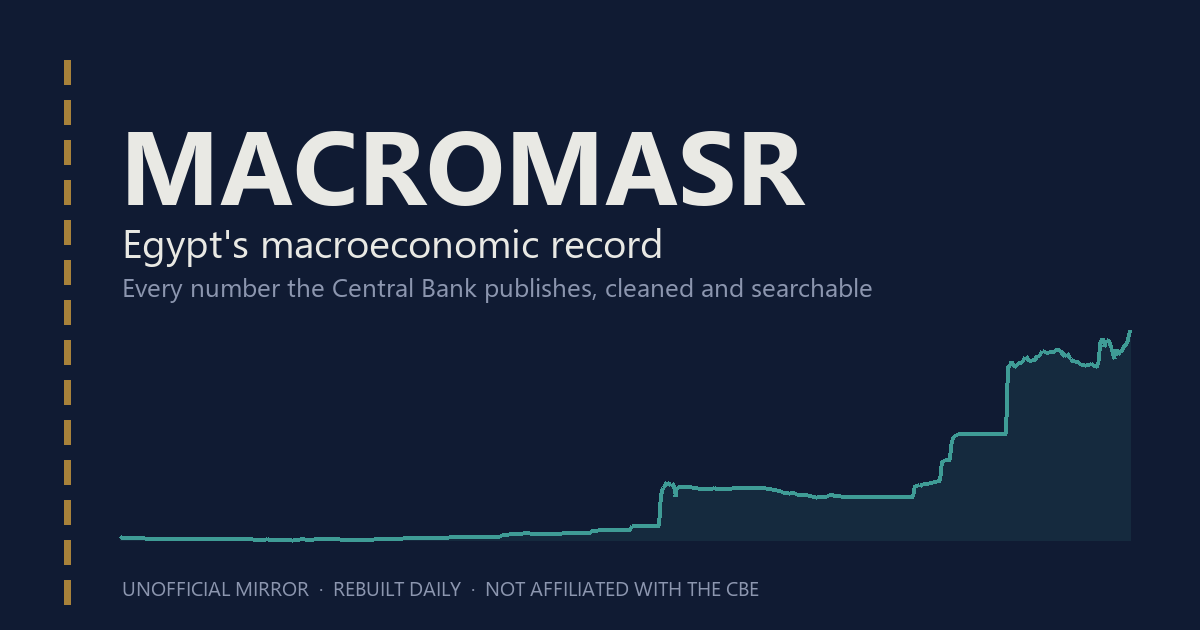 MACROMASR
Egypt's macroeconomic record
Every number the Central Bank publishes, cleaned and searchable
UNOFFICIAL MIRROR · REBUILT DAILY · NOT AFFILIATED WITH THE CBE